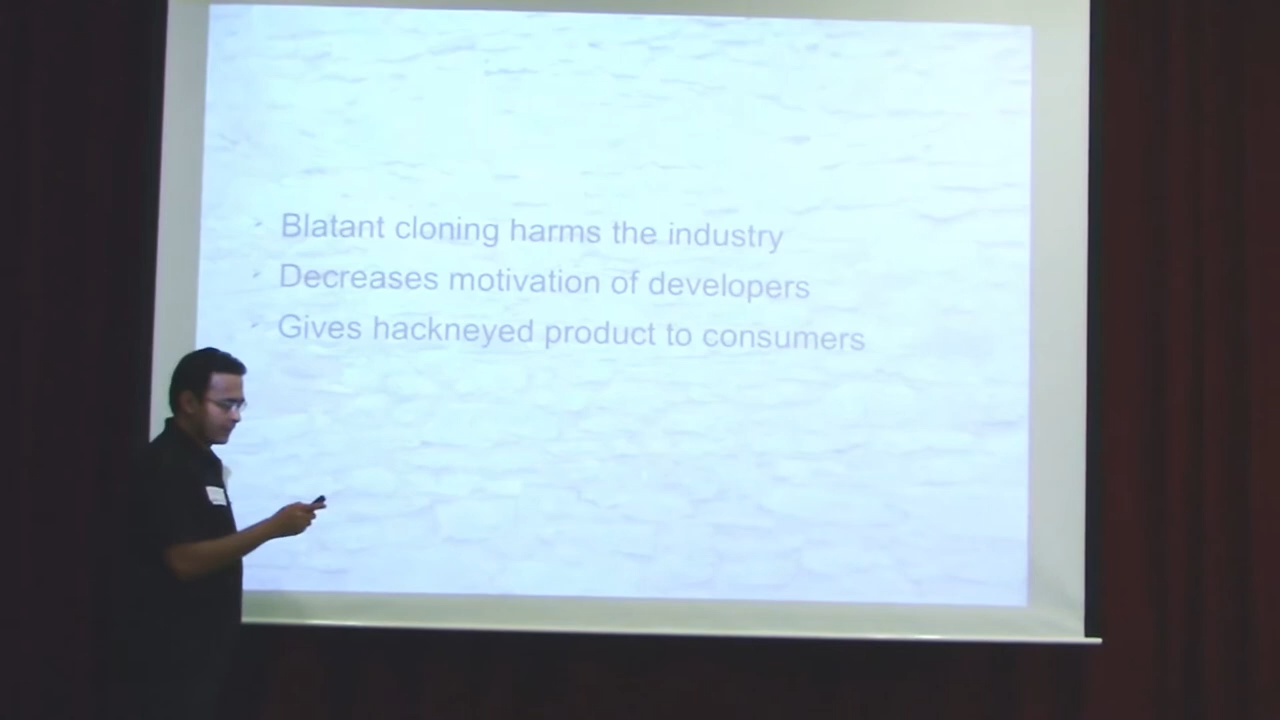 Blatant cloning harms the industry
Decreases motivation of developers
Gives hackneyed product to consumers